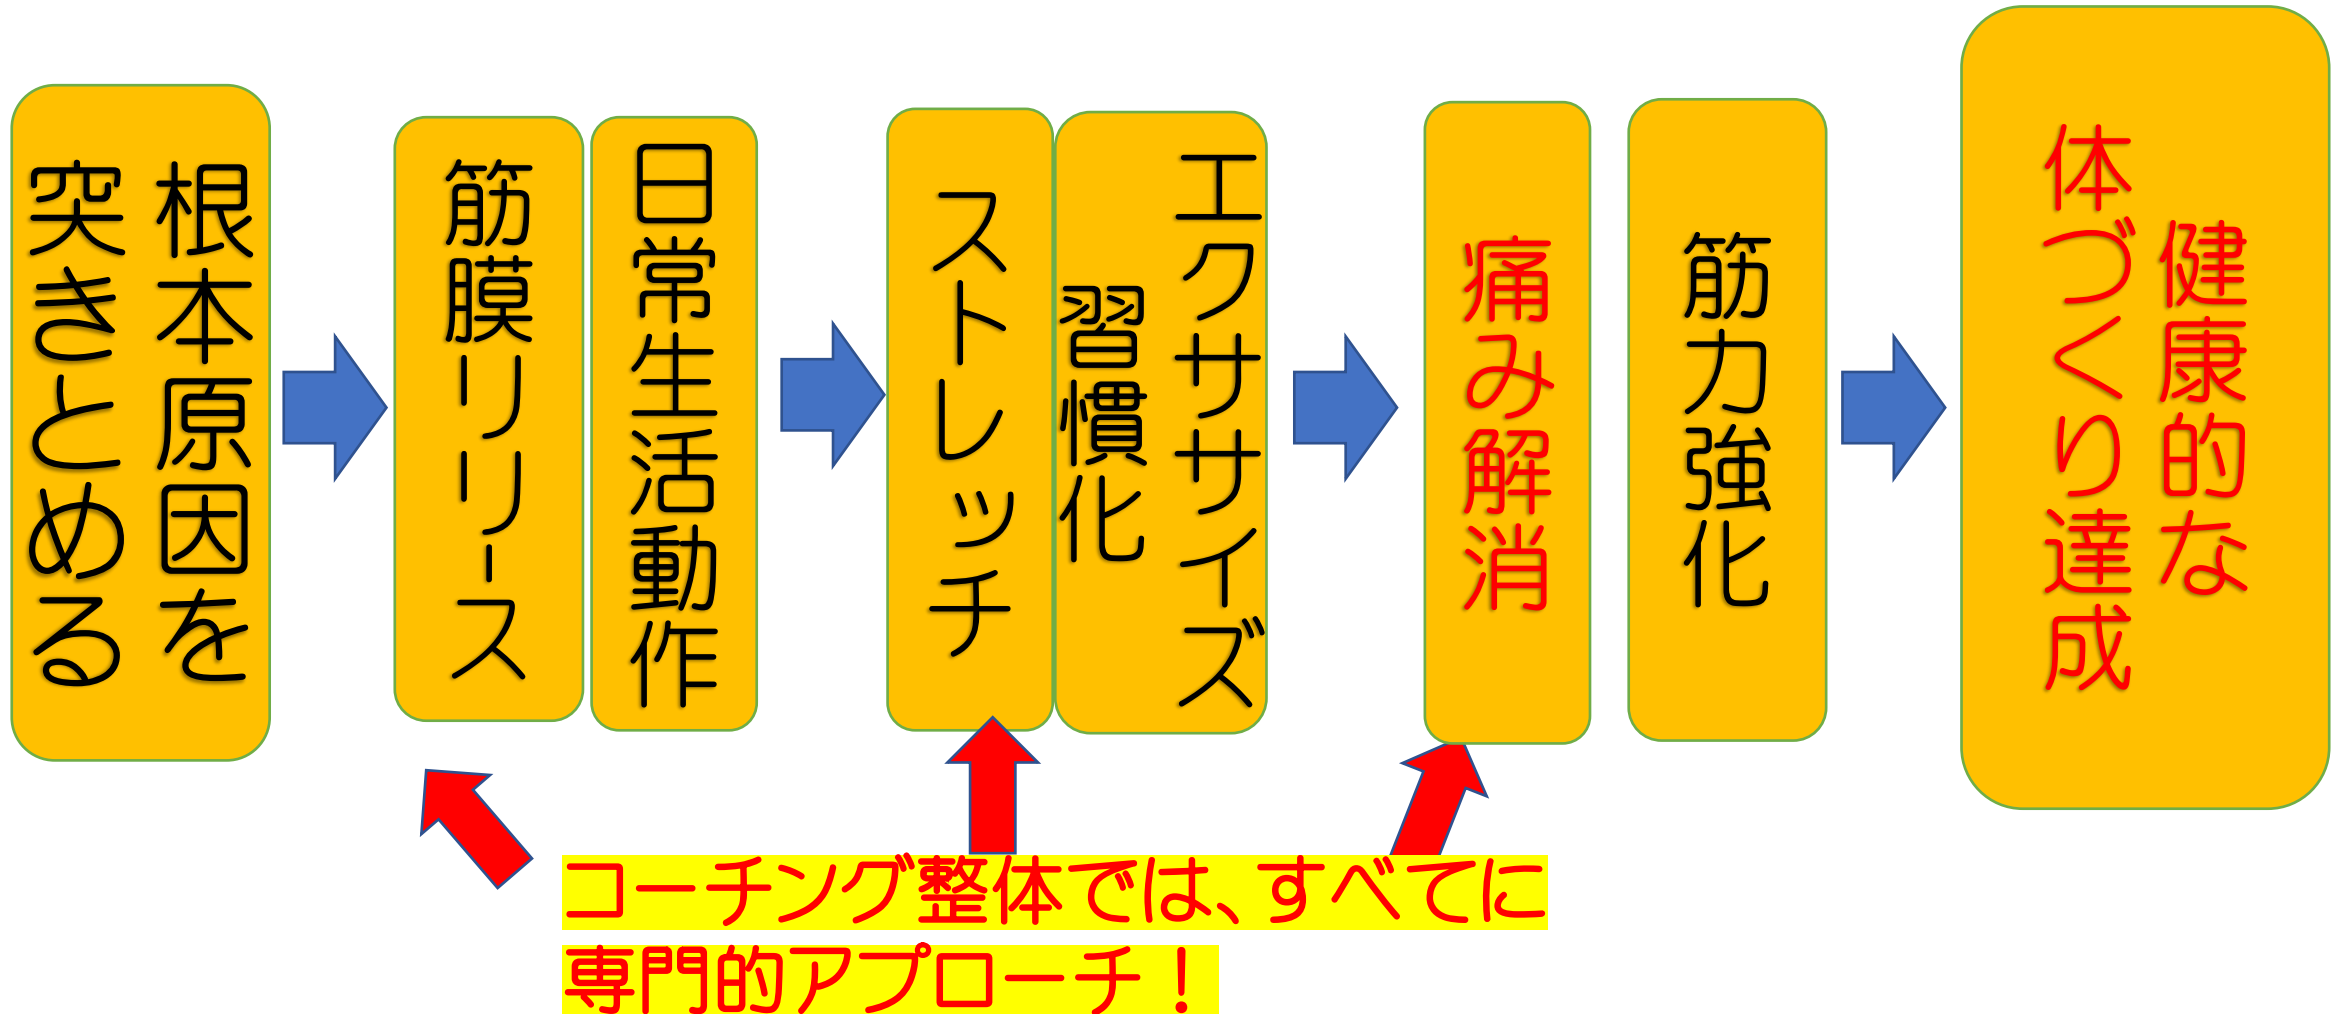 根本原因を
突きとめる
筋膜リリース
日常生活動作
ストレッチ
エクササイズ
習慣化
痛み解消
筋力強化
健康的な
体づくり達成
コーチング整体では、すべてに
専門的アプローチ！